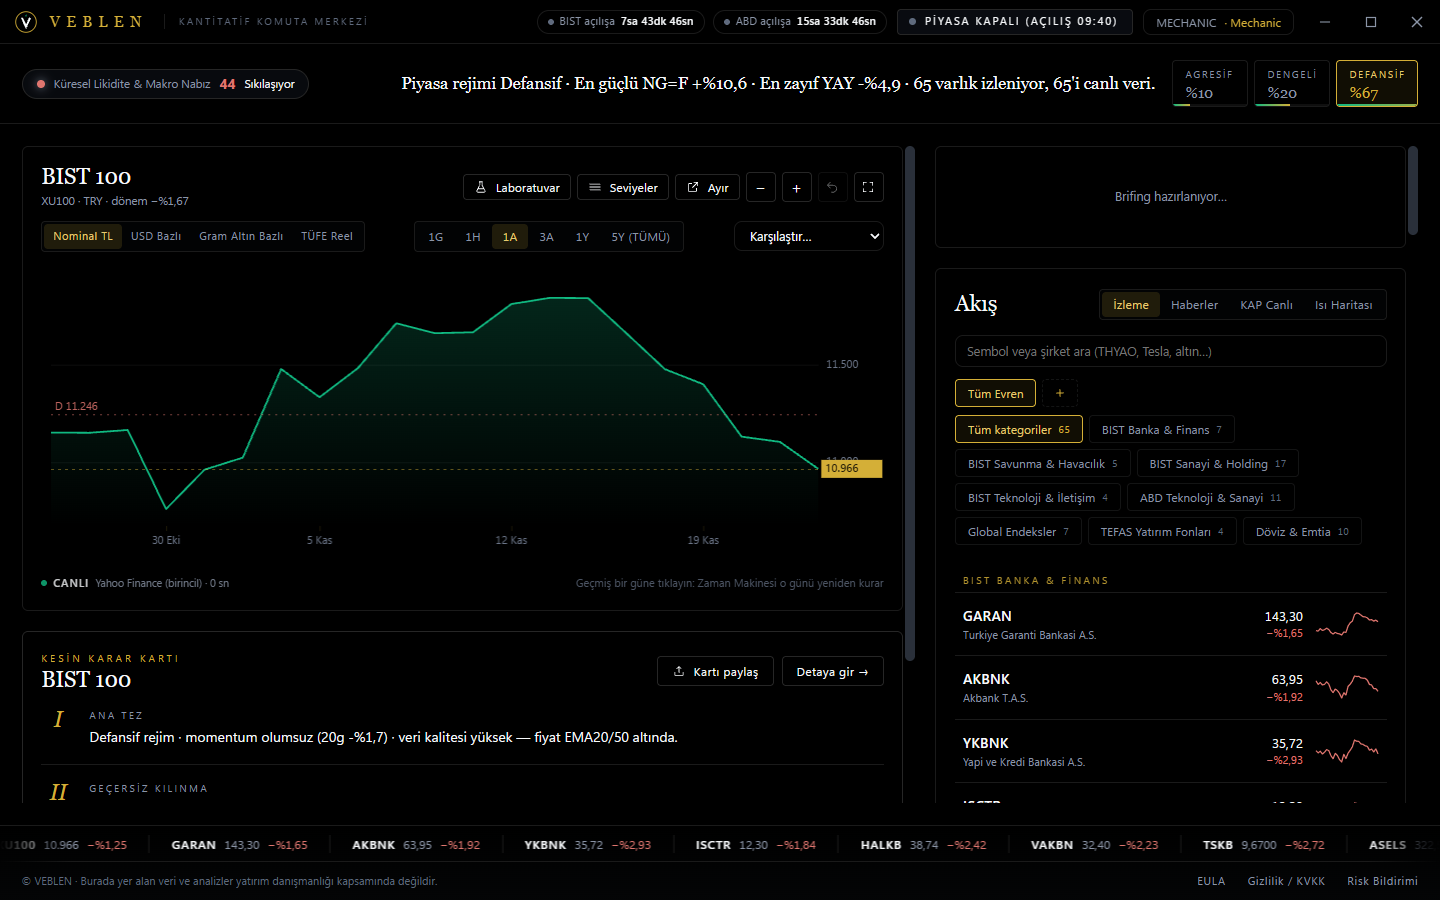 VEBLEN
KANTİTATİF KOMUTA MERKEZİ
BIST açılışa 7sa 43dk 46sn
ABD açılışa 15sa 33dk 46sn
PİYASA KAPALI (AÇILIŞ 09:40)
MECHANIC · Mechanic
Küresel Likidite & Makro Nabız 44 Sıkılaşıyor
Piyasa rejimi Defansif · En güçlü NG=F +%10,6 · En zayıf YAY -%4,9 · 65 varlık izleniyor, 65'i canlı veri.
AGRESİF
%10
DENGELİ
%20
DEFANSİF
%67
BIST 100
XU100 · TRY · dönem −%1,67
Laboratuvar
Seviyeler
Ayır
−
+
Nominal TL
USD Bazlı
Gram Altın Bazlı
TÜFE Reel
1G
1H
1A
3A
1Y
5Y (TÜMÜ)
Karşılaştır...
11.500
D 11.246
10.966
30 Eki
5 Kas
12 Kas
19 Kas
CANLI Yahoo Finance (birincil) · 0 sn
Geçmiş bir güne tıklayın: Zaman Makinesi o günü yeniden kurar
KESİN KARAR KARTI
BIST 100
Kartı paylaş
Detaya gir →
I
ANA TEZ
Defansif rejim · momentum olumsuz (20g -%1,7) · veri kalitesi yüksek — fiyat EMA20/50 altında.
II
GEÇERSİZ KILINMA
Brifing hazırlanıyor...
Akış
İzleme
Haberler
KAP Canlı
Isı Haritası
Sembol veya şirket ara (THYAO, Tesla, altın...)
Tüm Evren
+
Tüm kategoriler 65
BIST Banka & Finans 7
BIST Savunma & Havacılık 5
BIST Sanayi & Holding 17
BIST Teknoloji & İletişim 4
ABD Teknoloji & Sanayi 11
Global Endeksler 7
TEFAS Yatırım Fonları 4
Döviz & Emtia 10
BIST BANKA & FİNANS
GARAN 143,30
Turkiye Garanti Bankasi A.S. −%1,65
AKBNK 63,95
Akbank T.A.S. −%1,92
YKBNK 35,72
Yapi ve Kredi Bankasi A.S. −%2,93
U100 10.966 −%1,25
GARAN 143,30 −%1,65
AKBNK 63,95 −%1,92
YKBNK 35,72 −%2,93
ISCTR 12,30 −%1,84
HALKB 38,74 −%2,42
VAKBN 32,40 −%2,23
TSKB 9,6700 −%2,72
ASELS
© VEBLEN · Burada yer alan veri ve analizler yatırım danışmanlığı kapsamında değildir.
EULA
Gizlilik / KVKK
Risk Bildirimi